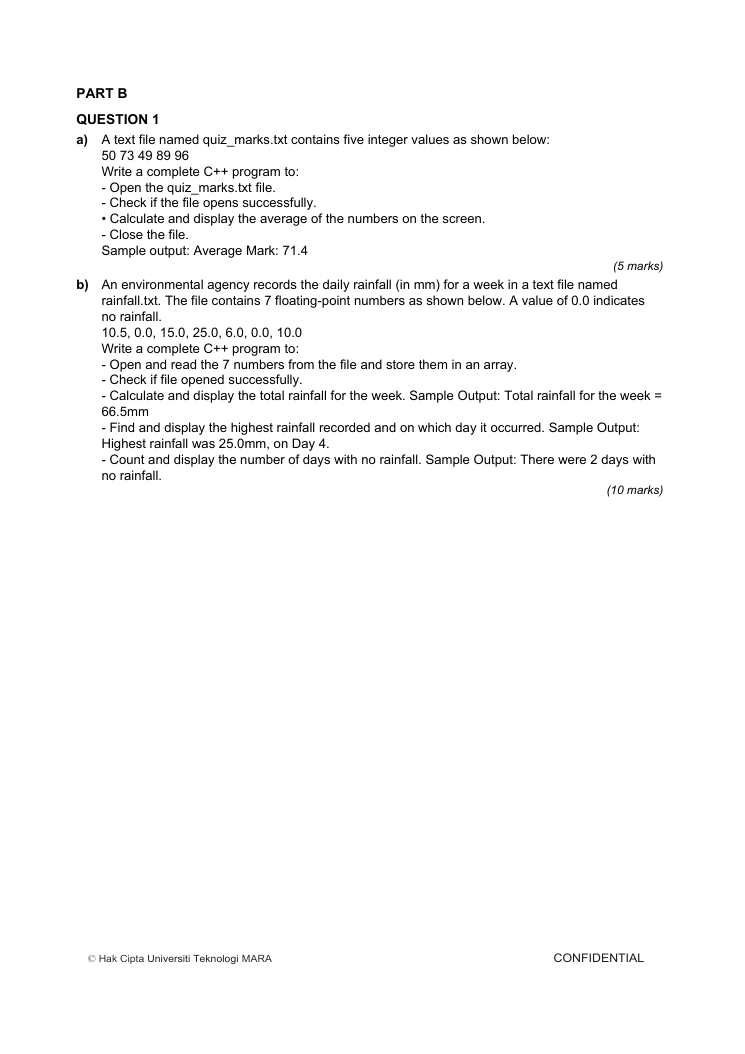 PART B
QUESTION 1
a) A text file named quiz_marks.txt contains five integer values as shown below:
50 73 49 89 96
Write a complete C++ program to:
- Open the quiz_marks.txt file.
- Check if the file opens successfully.
• Calculate and display the average of the numbers on the screen.
- Close the file.
Sample output: Average Mark: 71.4
(5 marks)
b) An environmental agency records the daily rainfall (in mm) for a week in a text file named
rainfall.txt. The file contains 7 floating-point numbers as shown below. A value of 0.0 indicates
no rainfall.
10.5, 0.0, 15.0, 25.0, 6.0, 0.0, 10.0
Write a complete C++ program to:
- Open and read the 7 numbers from the file and store them in an array.
- Check if file opened successfully.
- Calculate and display the total rainfall for the week. Sample Output: Total rainfall for the week =
66.5mm
- Find and display the highest rainfall recorded and on which day it occurred. Sample Output:
Highest rainfall was 25.0mm, on Day 4.
- Count and display the number of days with no rainfall. Sample Output: There were 2 days with
no rainfall.
(10 marks)
© Hak Cipta Universiti Teknologi MARA CONFIDENTIAL